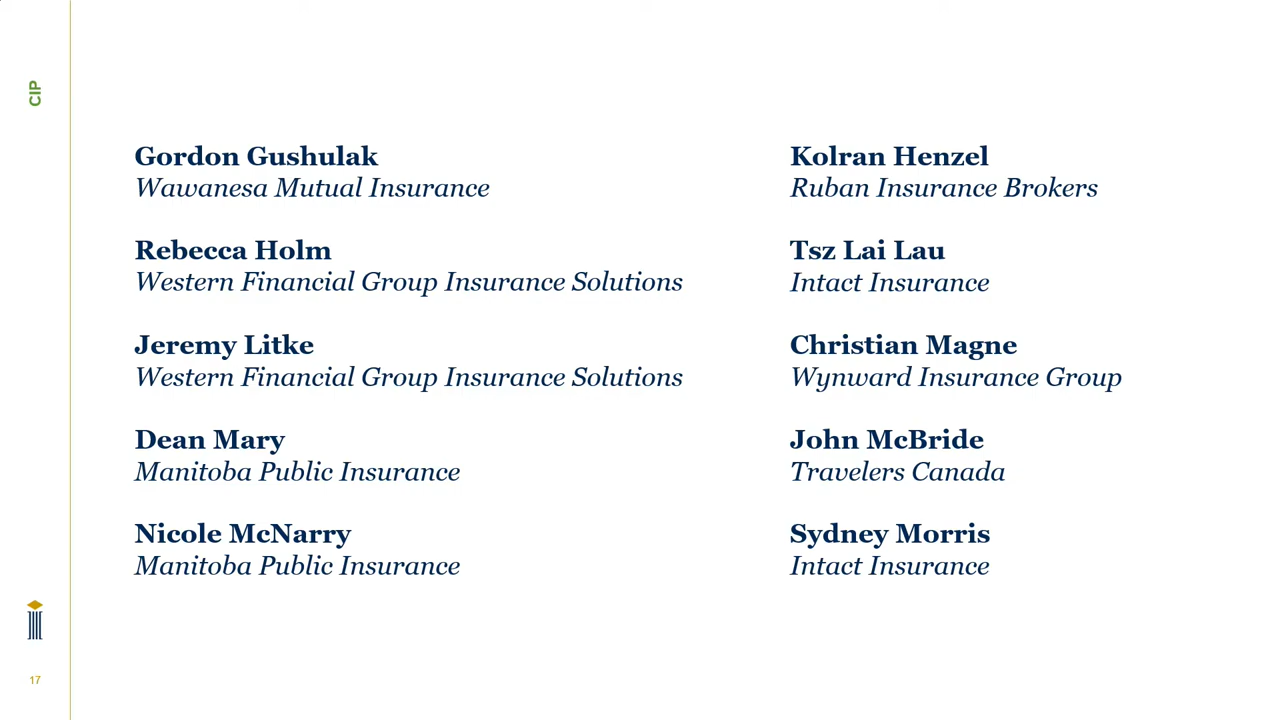 CIP
Gordon Gushulak
Wawanesa Mutual Insurance
Rebecca Holm
Western Financial Group Insurance Solutions
Jeremy Litke
Western Financial Group Insurance Solutions
Dean Mary
Manitoba Public Insurance
Nicole McNarry
Manitoba Public Insurance
Kolran Henzel
Ruban Insurance Brokers
Tsz Lai Lau
Intact Insurance
Christian Magne
Wynward Insurance Group
John McBride
Travelers Canada
Sydney Morris
Intact Insurance
17